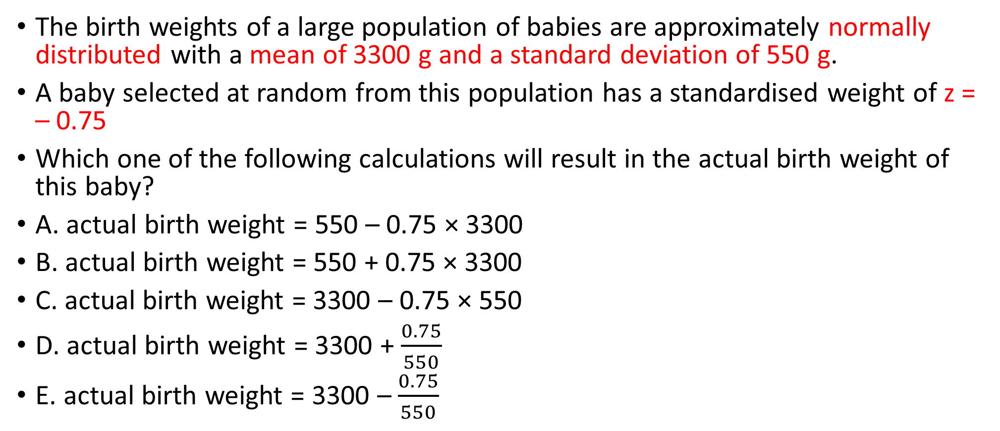 • The birth weights of a large population of babies are approximately normally
distributed with a mean of 3300 g and a standard deviation of 550 g.
• A baby selected at random from this population has a standardised weight of z =
– 0.75
• Which one of the following calculations will result in the actual birth weight of
this baby?
• A. actual birth weight = 550 – 0.75 × 3300
• B. actual birth weight = 550 + 0.75 × 3300
• C. actual birth weight = 3300 – 0.75 × 550
• D. actual birth weight = 3300 + 0.75/550
• E. actual birth weight = 3300 – 0.75/550